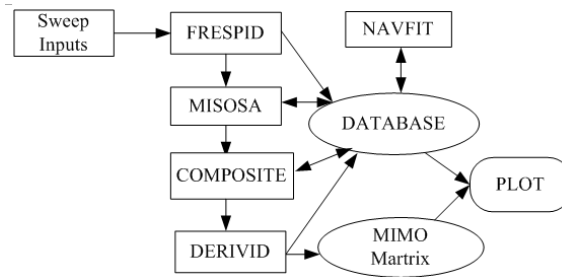 Sweep
Inputs
FRESPID
NAVFIT
MISOSA
DATABASE
COMPOSITE
PLOT
DERIVID
MIMO
Martrix